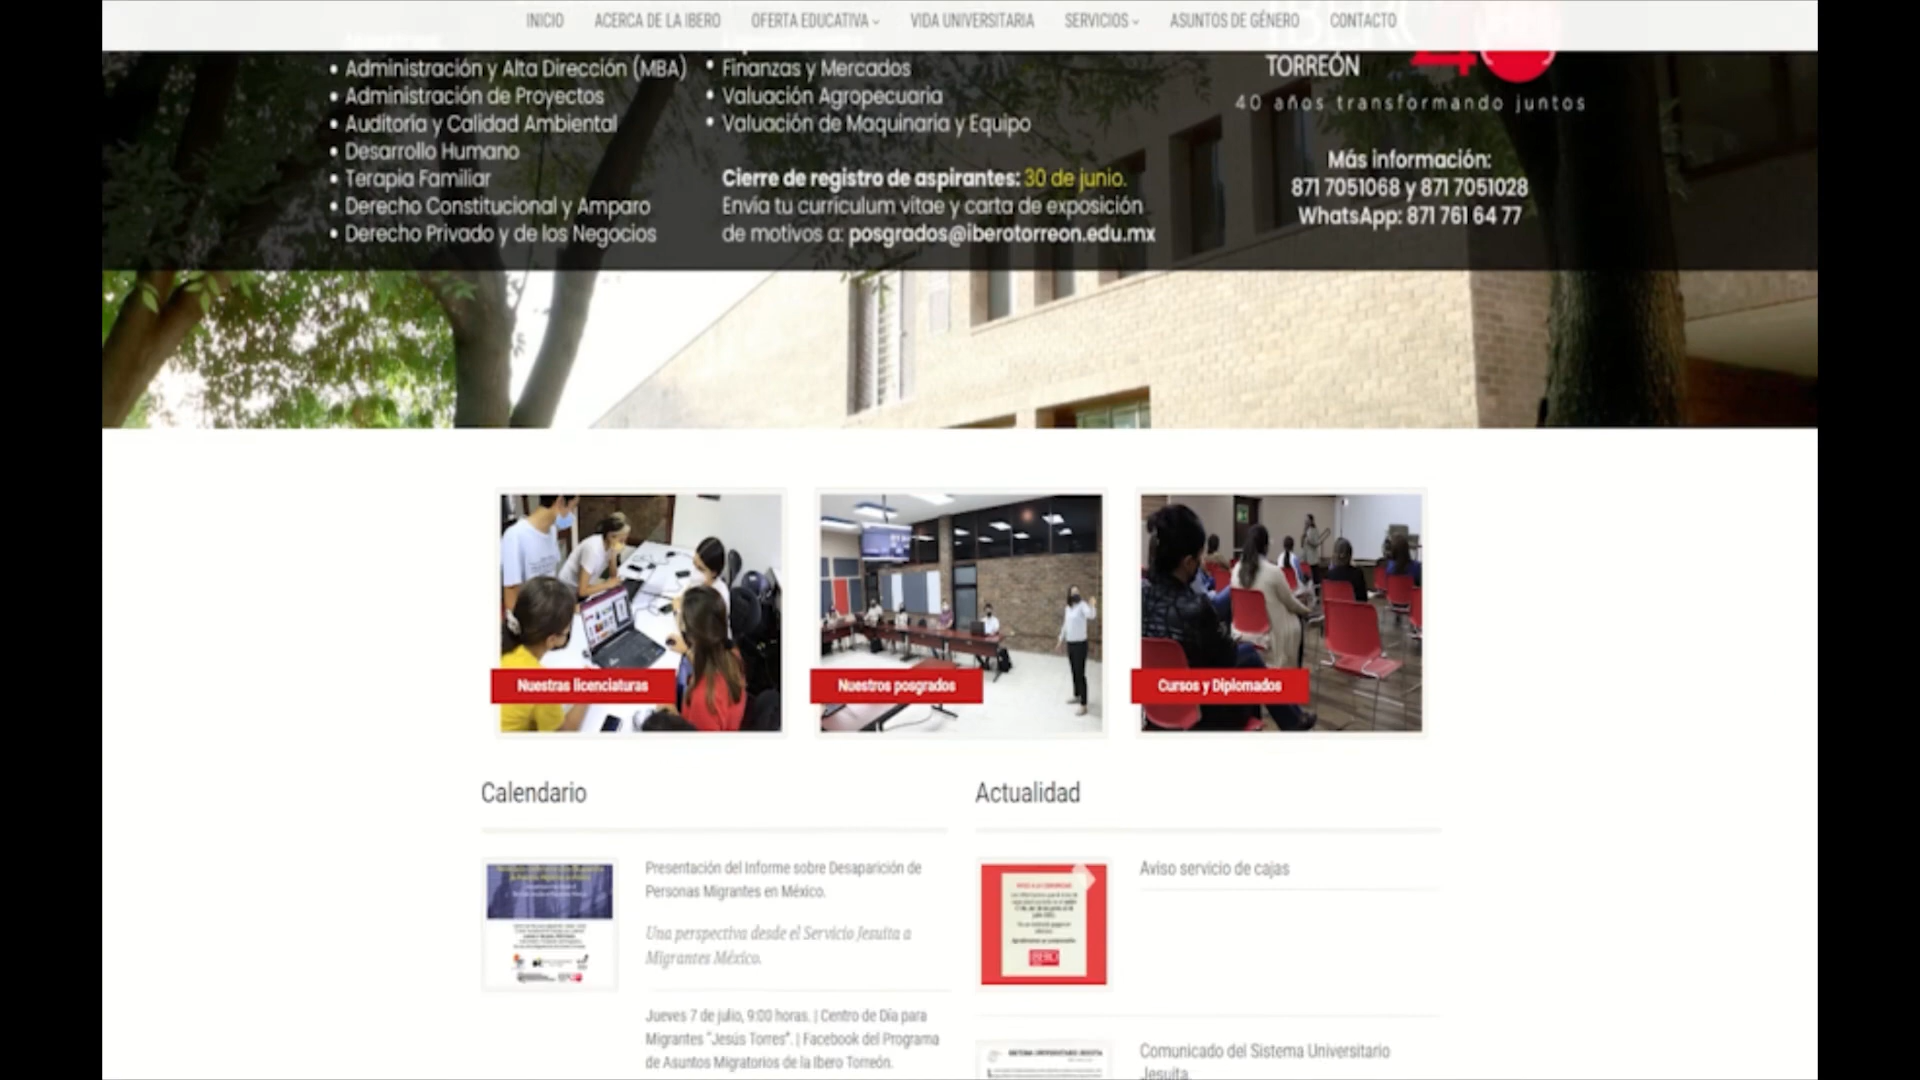 INICIO ACERCA DE LA IBERO OFERTA EDUCATIVA VIDA UNIVERSITARIA SERVICIOS ASUNTOS DE GÉNERO CONTACTO
• Administración y Alta Dirección (MBA)
• Administración de Proyectos
• Auditoría y Calidad Ambiental
• Desarrollo Humano
• Terapia Familiar
• Derecho Constitucional y Amparo
• Derecho Privado y de los Negocios
• Finanzas y Mercados
• Valuación Agropecuaria
• Valuación de Maquinaria y Equipo
Cierre de registro de aspirantes: 30 de junio.
Envía tu curriculum vitae y carta de exposición
de motivos a: posgrados@iberotorreon.edu.mx
TORREÓN
40 años transformando juntos
Más información:
871 7051068 y 871 7051028
WhatsApp: 871 761 64 77
Nuestras licenciaturas
Nuestros posgrados
Cursos y Diplomados
Calendario
Presentación del Informe sobre Desaparición de
Personas Migrantes en México.
Una perspectiva desde el Servicio Jesuita a
Migrantes México.
Jueves 7 de julio, 9:00 horas. | Centro de Día para
Migrantes "Jesús Torres". | Facebook del Programa
de Asuntos Migratorios de la Ibero Torreón.
Actualidad
IBERO
Aviso servicio de cajas
Comunicado del Sistema Universitario
Jesuita.